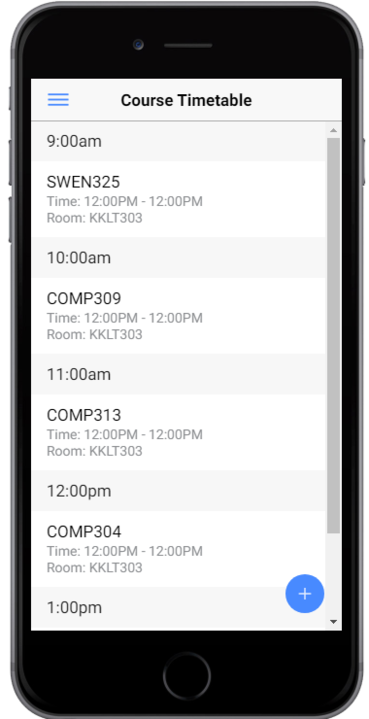 Course Timetable
9:00am
SWEN325
Time: 12:00PM - 12:00PM
Room: KKLT303
10:00am
COMP309
Time: 12:00PM - 12:00PM
Room: KKLT303
11:00am
COMP313
Time: 12:00PM - 12:00PM
Room: KKLT303
12:00pm
COMP304
Time: 12:00PM - 12:00PM
Room: KKLT303
1:00pm